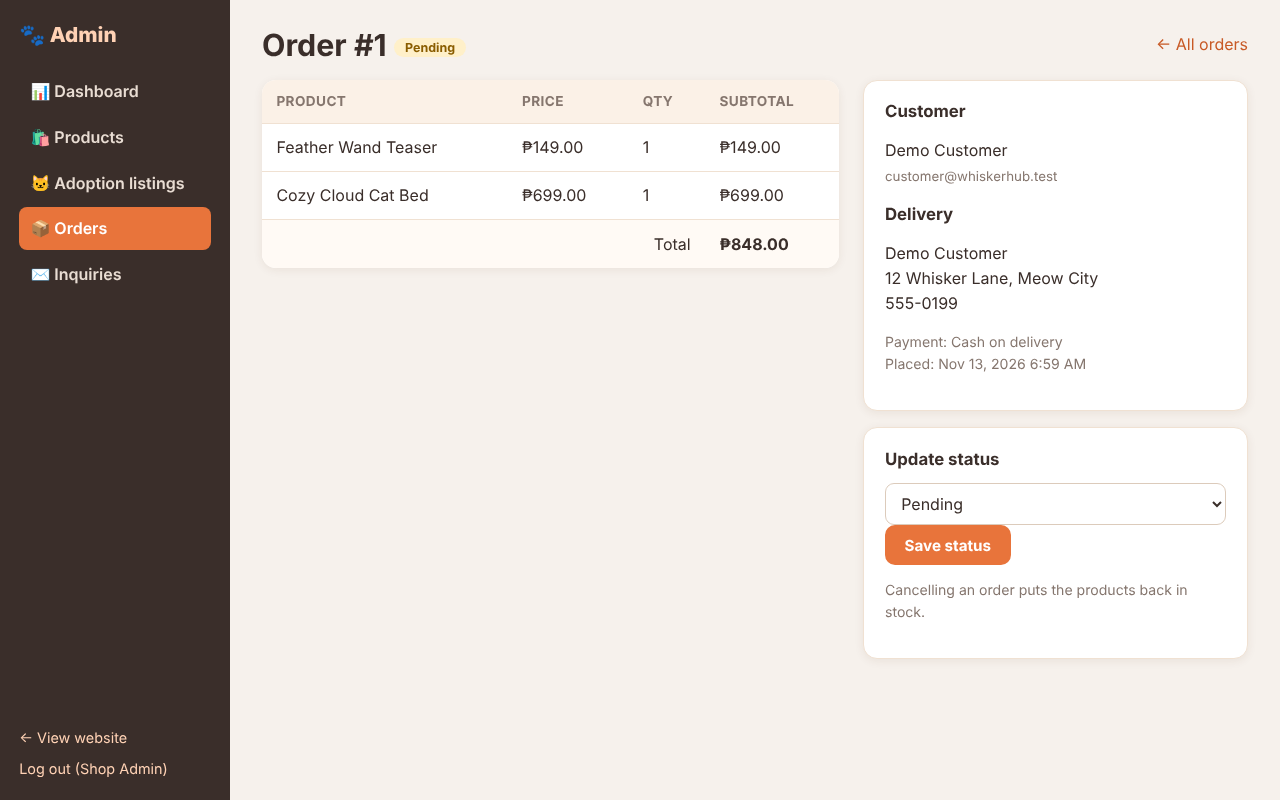 🐾 Admin
📊 Dashboard
🛍️ Products
🐱 Adoption listings
📦 Orders
✉️ Inquiries
← View website
Log out (Shop Admin)
Order #1 Pending
← All orders
PRODUCT PRICE QTY SUBTOTAL
Feather Wand Teaser ₱149.00 1 ₱149.00
Cozy Cloud Cat Bed ₱699.00 1 ₱699.00
Total ₱848.00
Customer
Demo Customer
customer@whiskerhub.test
Delivery
Demo Customer
12 Whisker Lane, Meow City
555-0199
Payment: Cash on delivery
Placed: Nov 13, 2026 6:59 AM
Update status
Pending
Save status
Cancelling an order puts the products back in
stock.